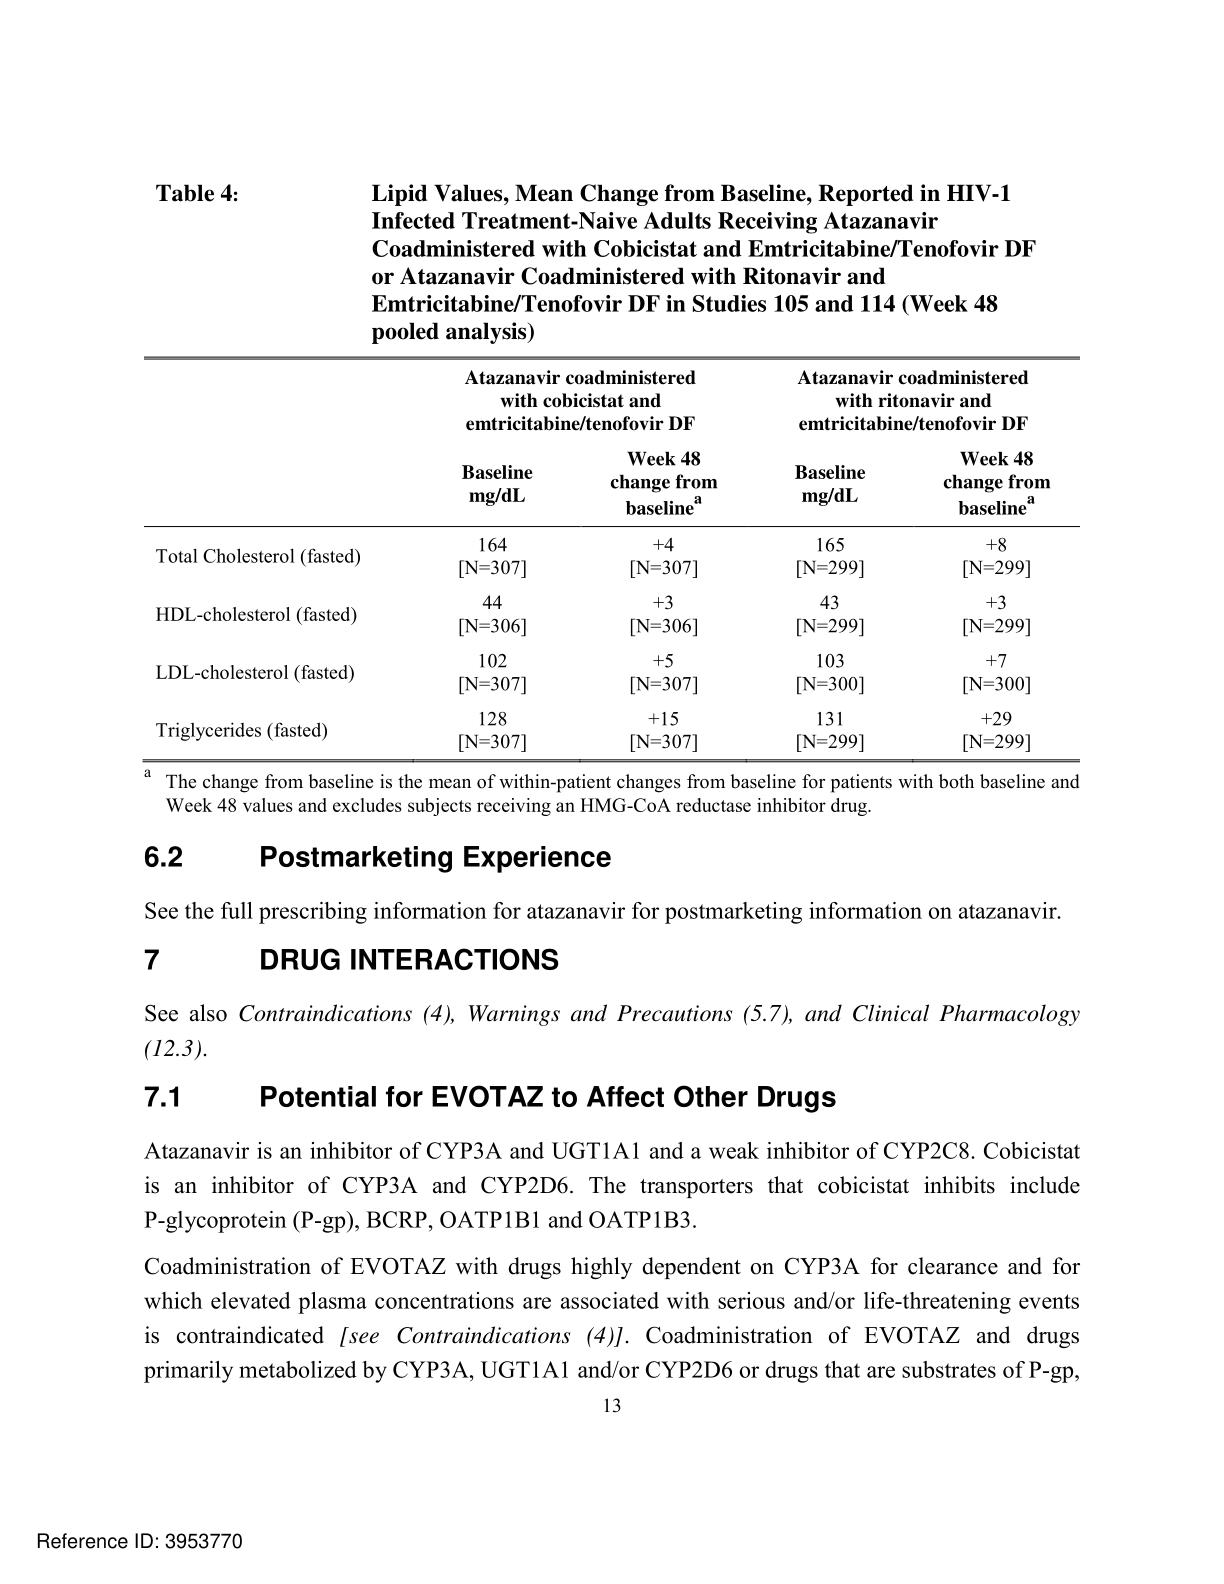 Table 4:
Lipid Values, Mean Change from Baseline, Reported in HIV-1
Infected Treatment-Naive Adults Receiving Atazanavir
Coadministered with Cobicistat and Emtricitabine/Tenofovir DF
or Atazanavir Coadministered with Ritonavir and
Emtricitabine/Tenofovir DF in Studies 105 and 114 (Week 48
pooled analysis)
Atazanavir coadministered
with cobicistat and
emtricitabine/tenofovir DF
Atazanavir coadministered
with ritonavir and
emtricitabine/tenofovir DF
Baseline
mg/dL
Week 48
change from
baselineᵃ
Baseline
mg/dL
Week 48
change from
baselineᵃ
Total Cholesterol (fasted)
164
[N=307]
+4
[N=307]
165
[N=299]
+8
[N=299]
HDL-cholesterol (fasted)
44
[N=306]
+3
[N=306]
43
[N=299]
+3
[N=299]
LDL-cholesterol (fasted)
102
[N=307]
+5
[N=307]
103
[N=300]
+7
[N=300]
Triglycerides (fasted)
128
[N=307]
+15
[N=307]
131
[N=299]
+29
[N=299]
ᵃ The change from baseline is the mean of within-patient changes from baseline for patients with both baseline and
Week 48 values and excludes subjects receiving an HMG-CoA reductase inhibitor drug.
6.2 Postmarketing Experience
See the full prescribing information for atazanavir for postmarketing information on atazanavir.
7 DRUG INTERACTIONS
See also Contraindications (4), Warnings and Precautions (5.7), and Clinical Pharmacology
(12.3).
7.1 Potential for EVOTAZ to Affect Other Drugs
Atazanavir is an inhibitor of CYP3A and UGT1A1 and a weak inhibitor of CYP2C8. Cobicistat
is an inhibitor of CYP3A and CYP2D6. The transporters that cobicistat inhibits include
P-glycoprotein (P-gp), BCRP, OATP1B1 and OATP1B3.
Coadministration of EVOTAZ with drugs highly dependent on CYP3A for clearance and for
which elevated plasma concentrations are associated with serious and/or life-threatening events
is contraindicated [see Contraindications (4)]. Coadministration of EVOTAZ and drugs
primarily metabolized by CYP3A, UGT1A1 and/or CYP2D6 or drugs that are substrates of P-gp,
13
Reference ID: 3953770